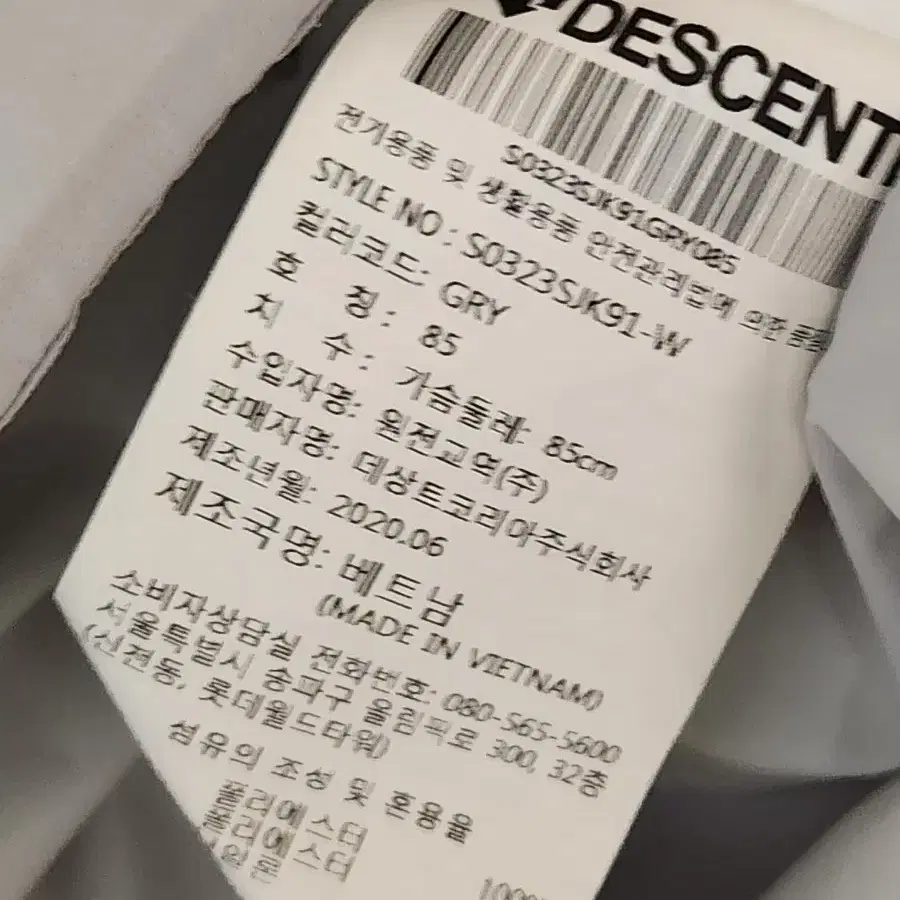 DESCENT
S0323SJK91GRY085
전기용품 및 생활용품 안전관리법에 의한 품질
STYLE NO : S0323SJK91-W
컬러코드: GRY
호 칭: 85
치 수: 가슴둘레: 85cm
수입자명: 원전교역(주)
판매자명: 데상트코리아주식회사
제조년월: 2020.06
제조국명: 베트남
(MADE IN VIETNAM)
소비자상담실 전화번호: 080-565-5600
서울특별시 송파구 올림픽로 300, 32층
(신천동, 롯데월드타워)
섬유의 조성 및 혼용율
폴리에스터
폴리에스터